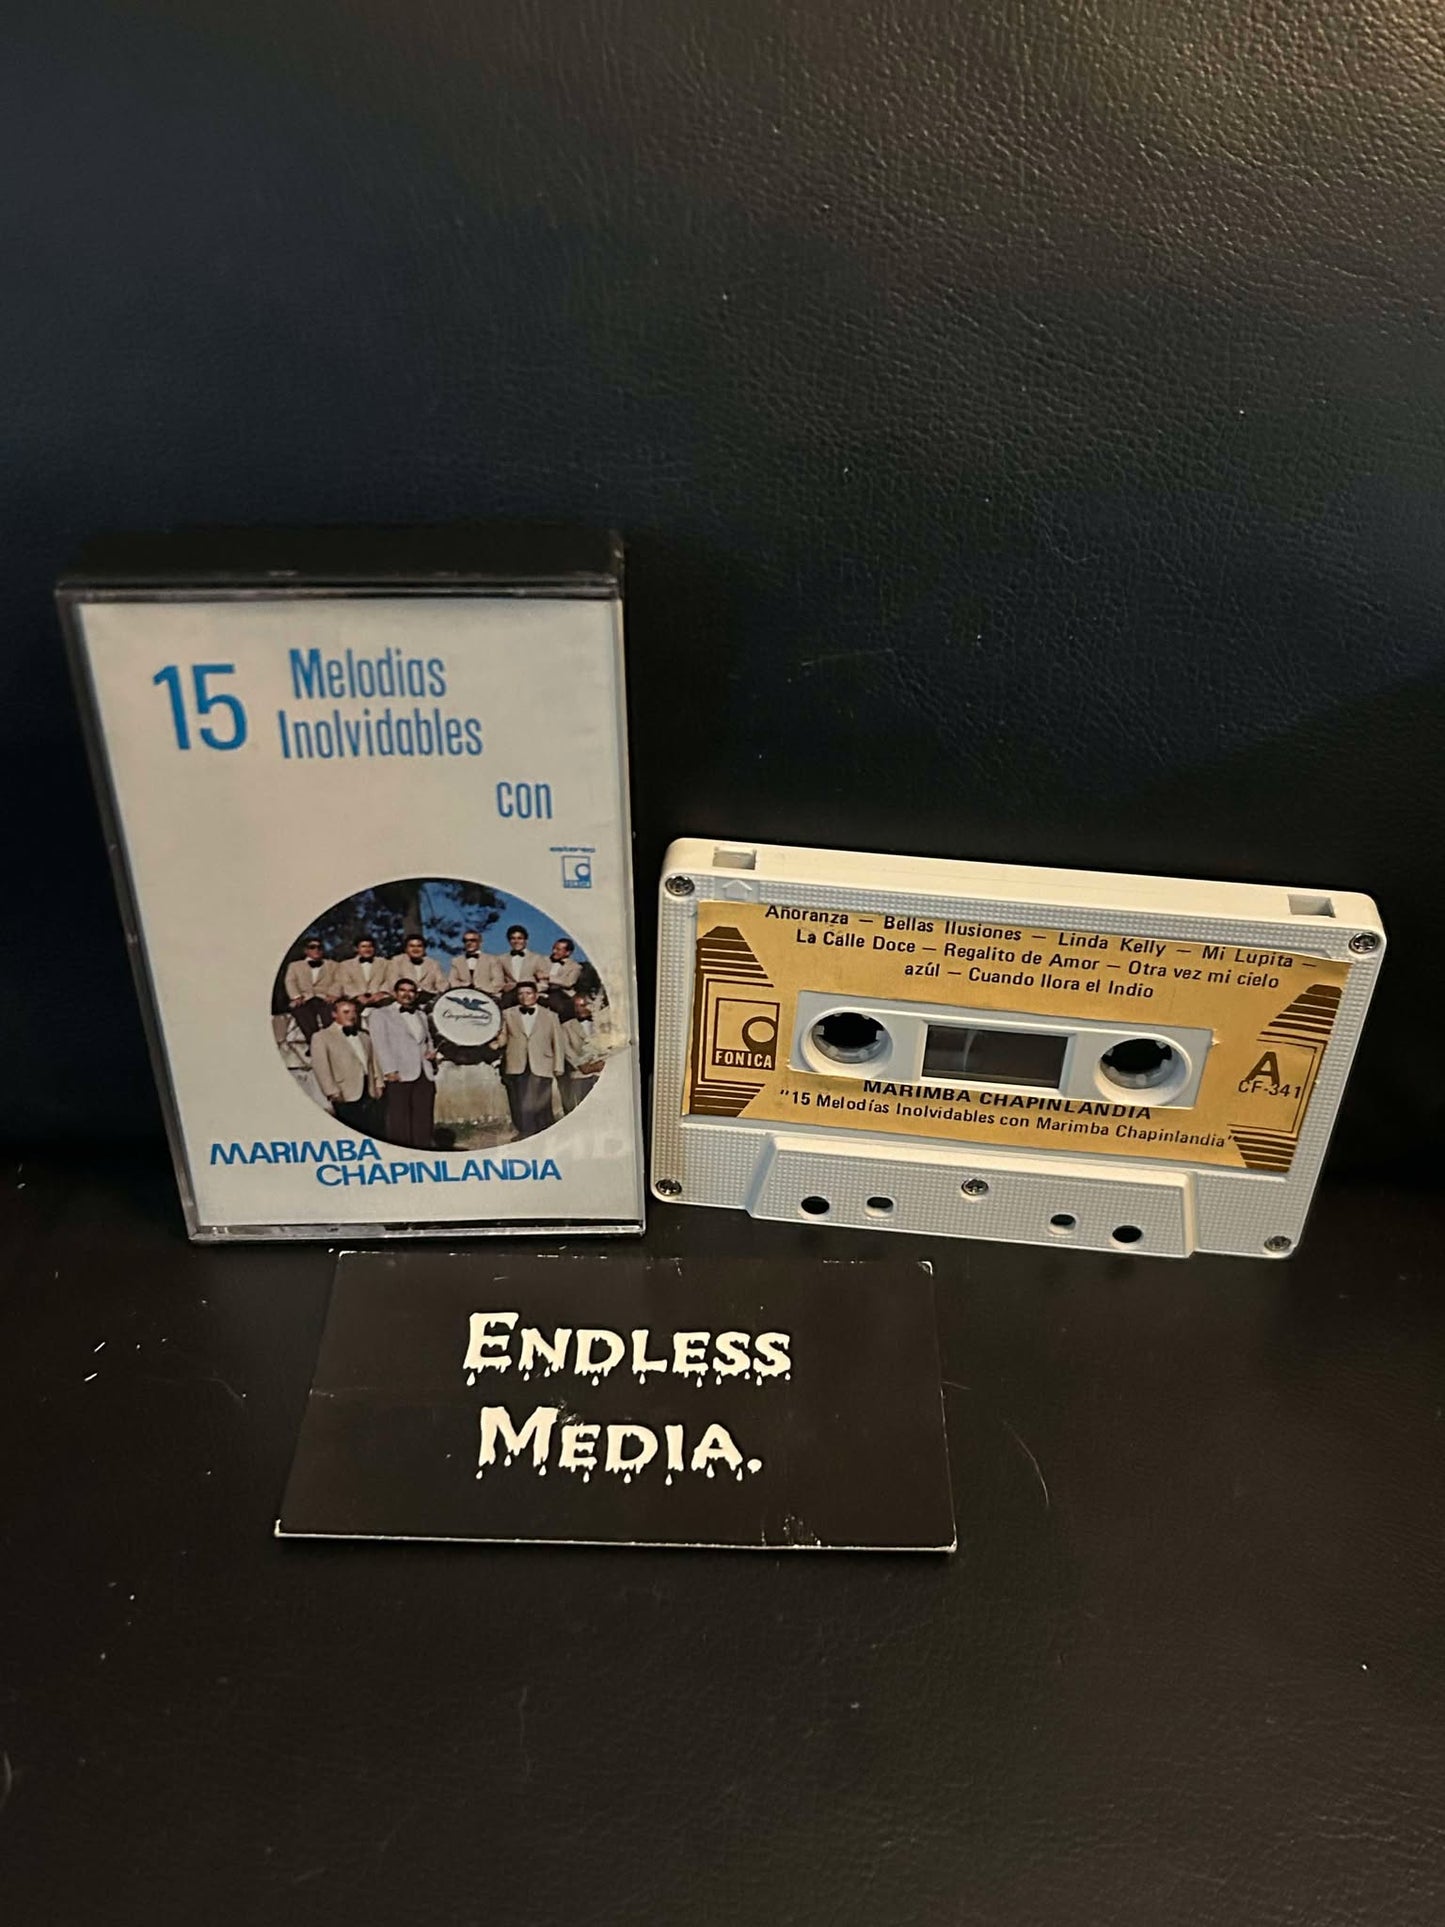 15 Melodias
Inolvidables
con
estereo
FONICA
Chapinlandia
MARIMBA
CHAPINLANDIA
Añoranza — Bellas Ilusiones — Linda Kelly — Mi Lupita —
La Calle Doce — Regalito de Amor — Otra vez mi cielo
azúl — Cuando llora el Indio
FONICA
A
CF-341
MARIMBA CHAPINLANDIA
"15 Melodías Inolvidables con Marimba Chapinlandia"
ENDLESS
MEDIA.